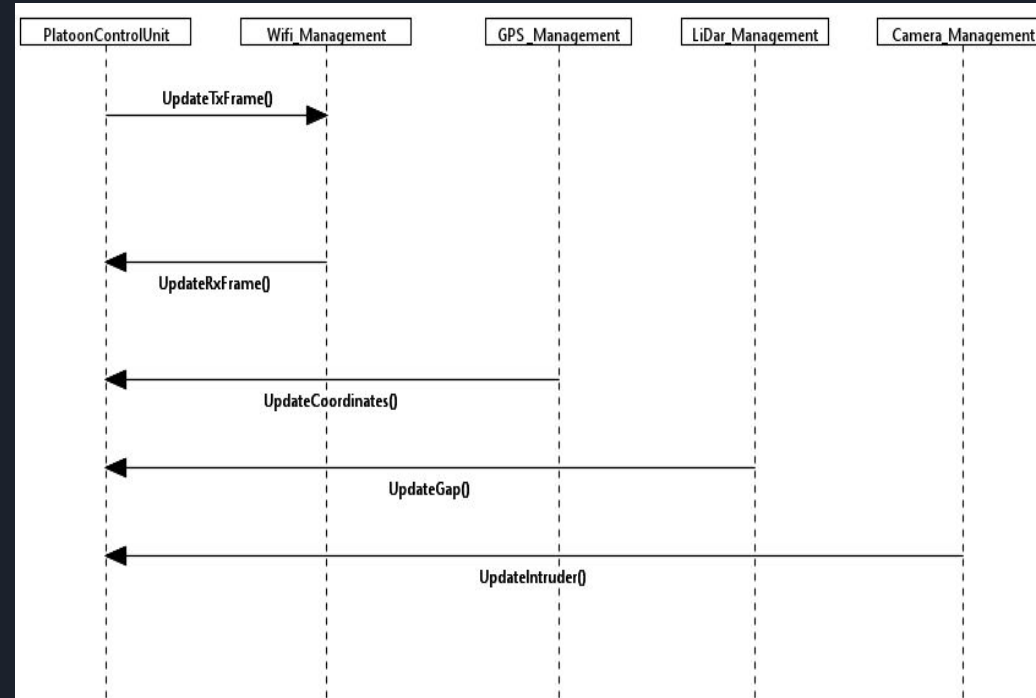 PlatoonControlUnit
Wifi_Management
GPS_Management
LiDar_Management
Camera_Management
UpdateTxFrame()
UpdateRxFrame()
UpdateCoordinates()
UpdateGap()
UpdateIntruder()